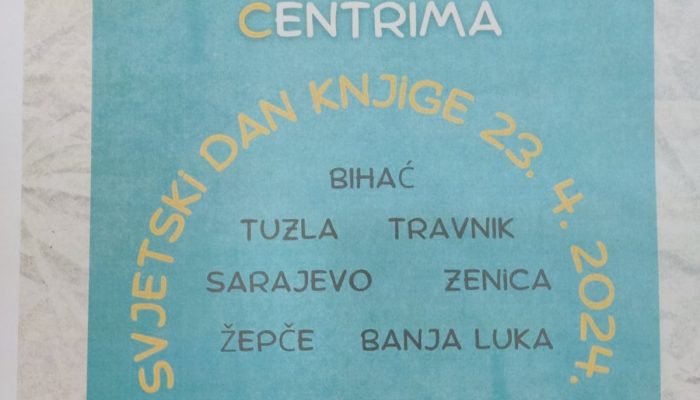 CENTRIMA
SVJETSKI DAN KNJIGE 23. 4. 2024.
BIHAĆ
TUZLA TRAVNIK
SARAJEVO ZENICA
ŽEPČE BANJA LUKA